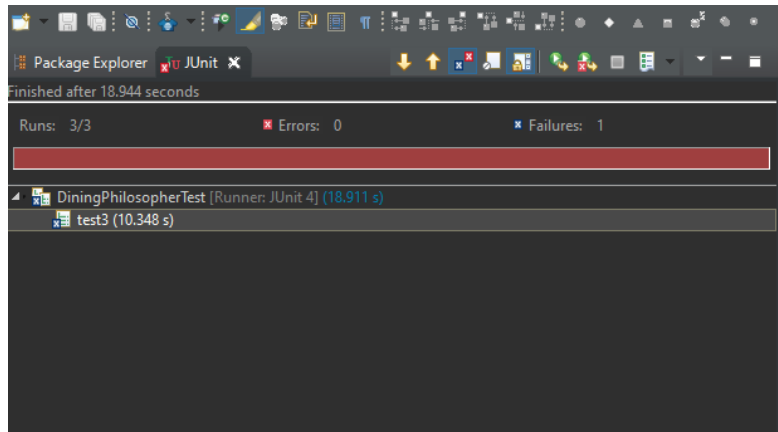 Package Explorer JUnit
Finished after 18.944 seconds
Runs: 3/3 Errors: 0 Failures: 1
DiningPhilosopherTest [Runner: JUnit 4] (18.911 s)
test3 (10.348 s)